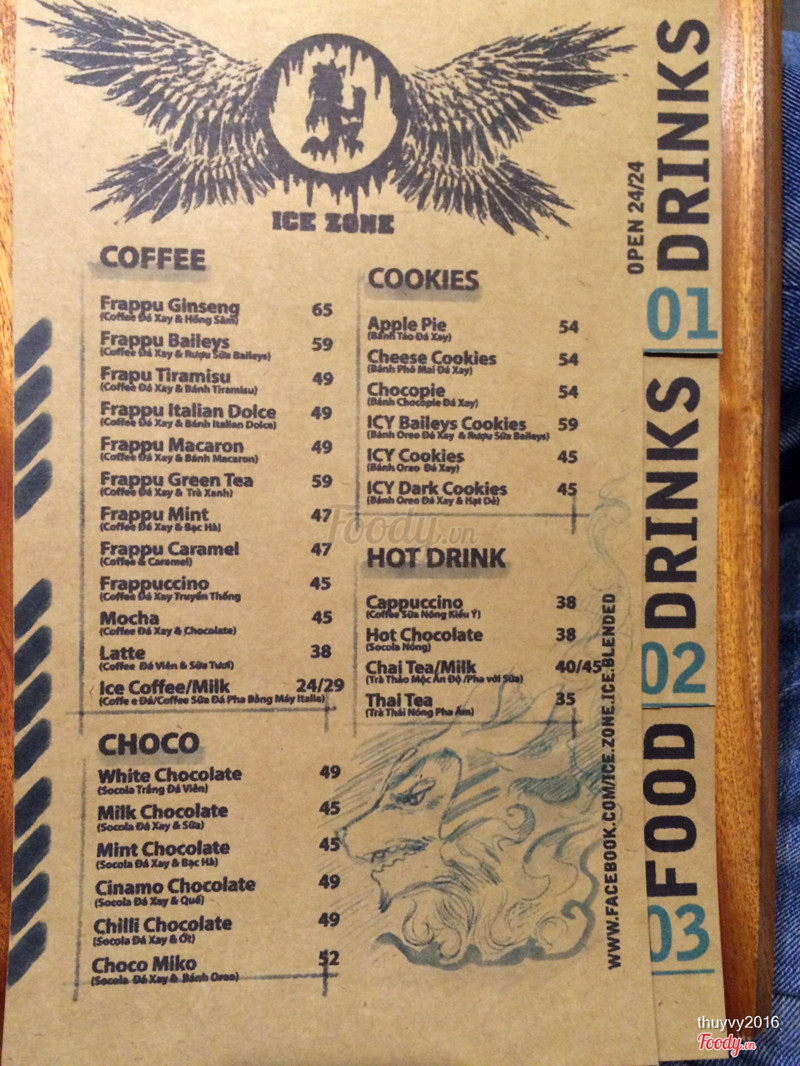 ICE ZONE
COFFEE
Frappu Ginseng 65
(Coffee Đá Xay & Hồng Sâm)
Frappu Baileys 59
(Coffee Đá Xay & Rượu Sữa Baileys)
Frapu Tiramisu 49
(Coffee Đá Xay & Bánh Tiramisu)
Frappu Italian Dolce 49
(Coffee Đá Xay & Bánh Italian Dolce)
Frappu Macaron 49
(Coffee Đá Xay & Bánh Macaron)
Frappu Green Tea 59
(Coffee Đá Xay & Trà Xanh)
Frappu Mint 47
(Coffee Đá Xay & Bạc Hà)
Frappu Caramel 47
(Coffee & Caramel)
Frappuccino 45
(Coffee Đá Xay Truyền Thống
Mocha 45
(Coffee Đá Xay & Chocolate)
Latte 38
(Coffee Đá Viên & Sữa Tươi)
Ice Coffee/Milk 24/29
(Coffe e Đá/Coffee Sữa Đá Pha Bằng Máy Italia)
CHOCO
White Chocolate 49
(Socola Trắng Đá Viên)
Milk Chocolate 45
(Socola Đá Xay & Sữa)
Mint Chocolate 45
(Socola Đá Xay & Bạc Hà)
Cinamo Chocolate 49
(Socola Đá Xay & Quế)
Chilli Chocolate 49
(Socola Đá Xay & Ớt)
Choco Miko 52
(Socola Đá Xay & Bánh Oreo)
COOKIES
Apple Pie 54
(Bánh Táo Đá Xay)
Cheese Cookies 54
(Bánh Phô Mai Đá Xay)
Chocopie 54
(Bánh Chocopie Đá Xay)
ICY Baileys Cookies 59
(Bánh Oreo Đá Xay & Rượu Sữa Baileys)
ICY Cookies 45
(Bánh Oreo Đá Xay)
ICY Dark Cookies 45
(Bánh Oreo Đá Xay & Hạt Dẻ)
HOT DRINK
Cappuccino 38
(Coffee Sữa Nóng Kiểu Ý)
Hot Chocolate 38
(Socola Nóng)
Chai Tea/Milk 40/45
(Trà Thảo Mộc Ấn Độ /Pha với Sữa)
Thai Tea 35
(Trà Thái Nóng Pha Ấm)
WWW.FACEBOOK.COM/ICE.ZONE.ICE.BLENDED
OPEN 24/24
01 DRINKS
02 DRINKS
03 FOOD
Foody.vn
thuyvy2016
Foody.vn